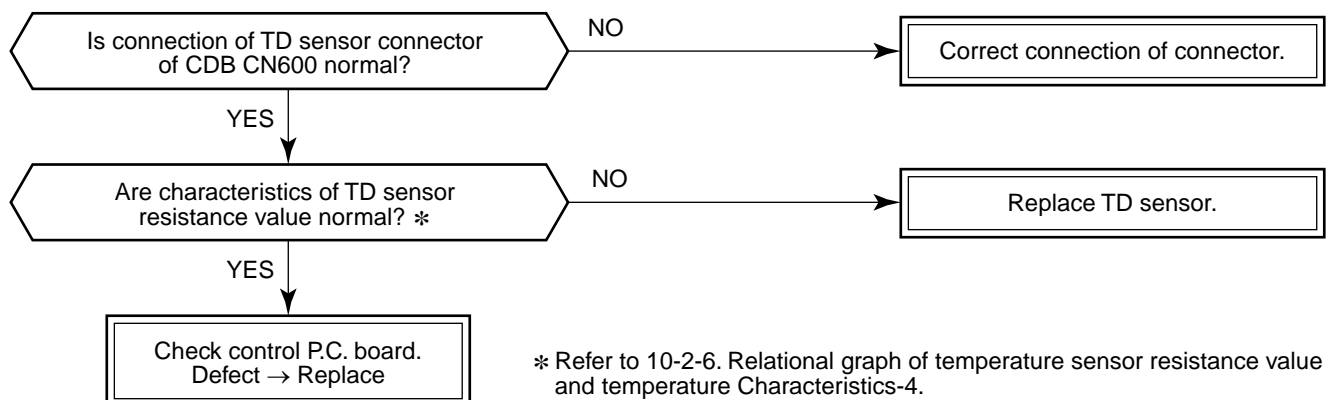 Is connection of TD sensor connector
of CDB CN600 normal?
NO
Correct connection of connector.
YES
Are characteristics of TD sensor
resistance value normal? *
NO
Replace TD sensor.
YES
Check control P.C. board.
Defect → Replace
* Refer to 10-2-6. Relational graph of temperature sensor resistance value
and temperature Characteristics-4.